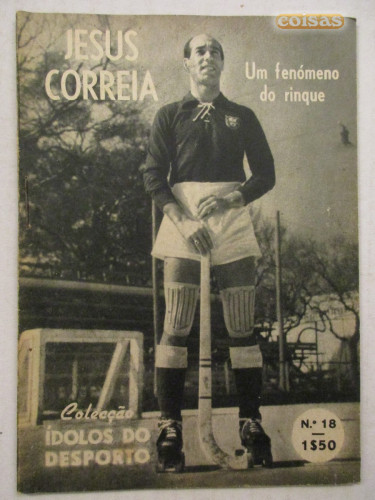 coisas
JESUS
CORREIA
Um fenómeno
do rinque
Colecção
ÍDOLOS DO
DESPORTO
N.º 18
1$50